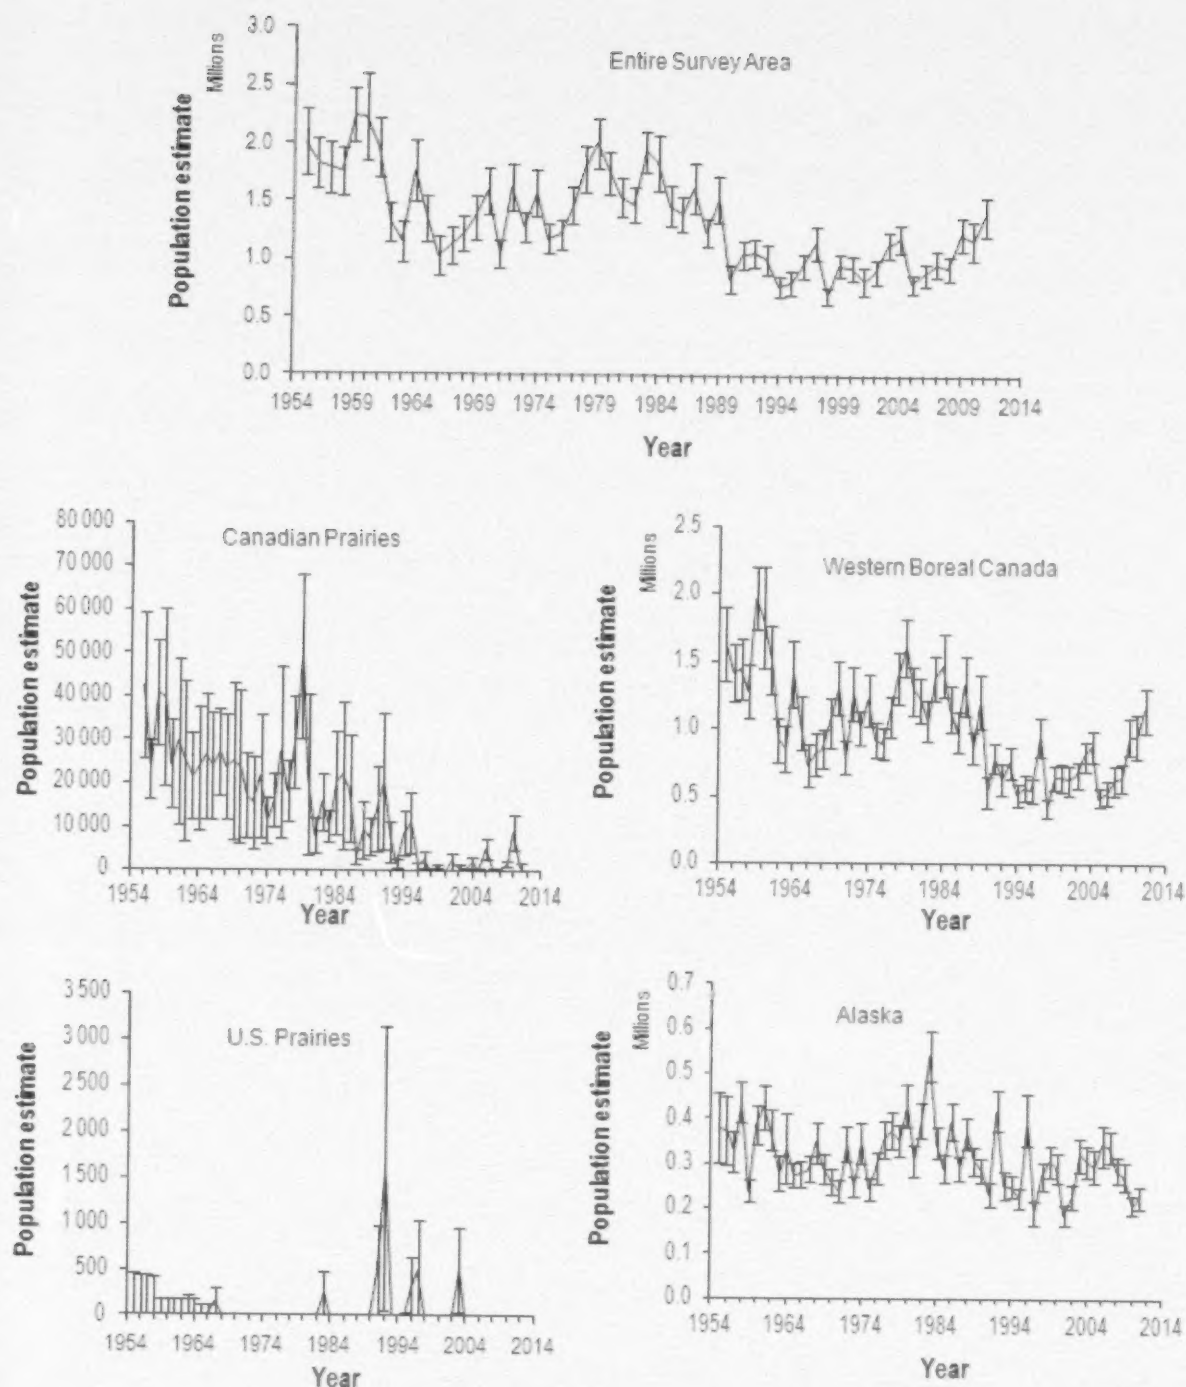 Entire Survey Area
Population estimate
Millions
3.0
2.5
2.0
1.5
1.0
0.5
0.0
1954 1959 1964 1969 1974 1979 1984 1989 1994 1999 2004 2009 2014
Year
Canadian Prairies
Population estimate
80 000
70 000
60 000
50 000
40 000
30 000
20 000
10 000
0
1954 1964 1974 1984 1994 2004 2014
Year
Western Boreal Canada
Population estimate
Millions
2.5
2.0
1.5
1.0
0.5
0.0
1954 1964 1974 1984 1994 2004 2014
Year
U.S. Prairies
Population estimate
3 500
3 000
2 500
2 000
1 500
1 000
500
0
1954 1964 1974 1984 1994 2004 2014
Year
Alaska
Population estimate
Millions
0.7
0.6
0.5
0.4
0.3
0.2
0.1
0.0
1954 1964 1974 1984 1994 2004 2014
Year